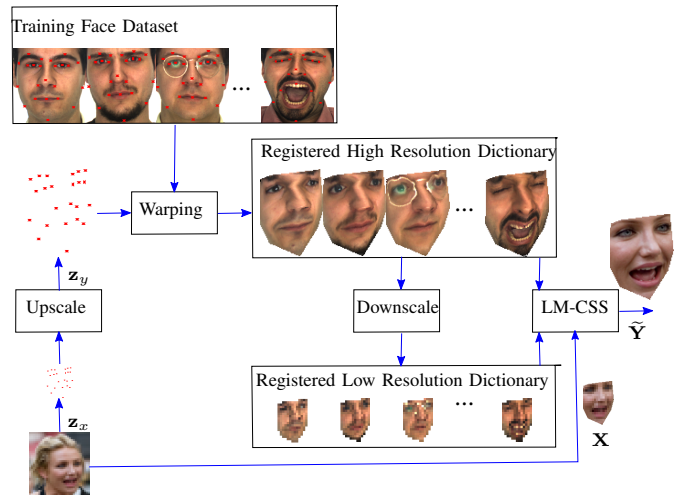 Training Face Dataset
...
Registered High Resolution Dictionary
...
Warping
z_y
Upscale
Downscale
LM-CSS
Ỹ
Registered Low Resolution Dictionary
...
z_x
X